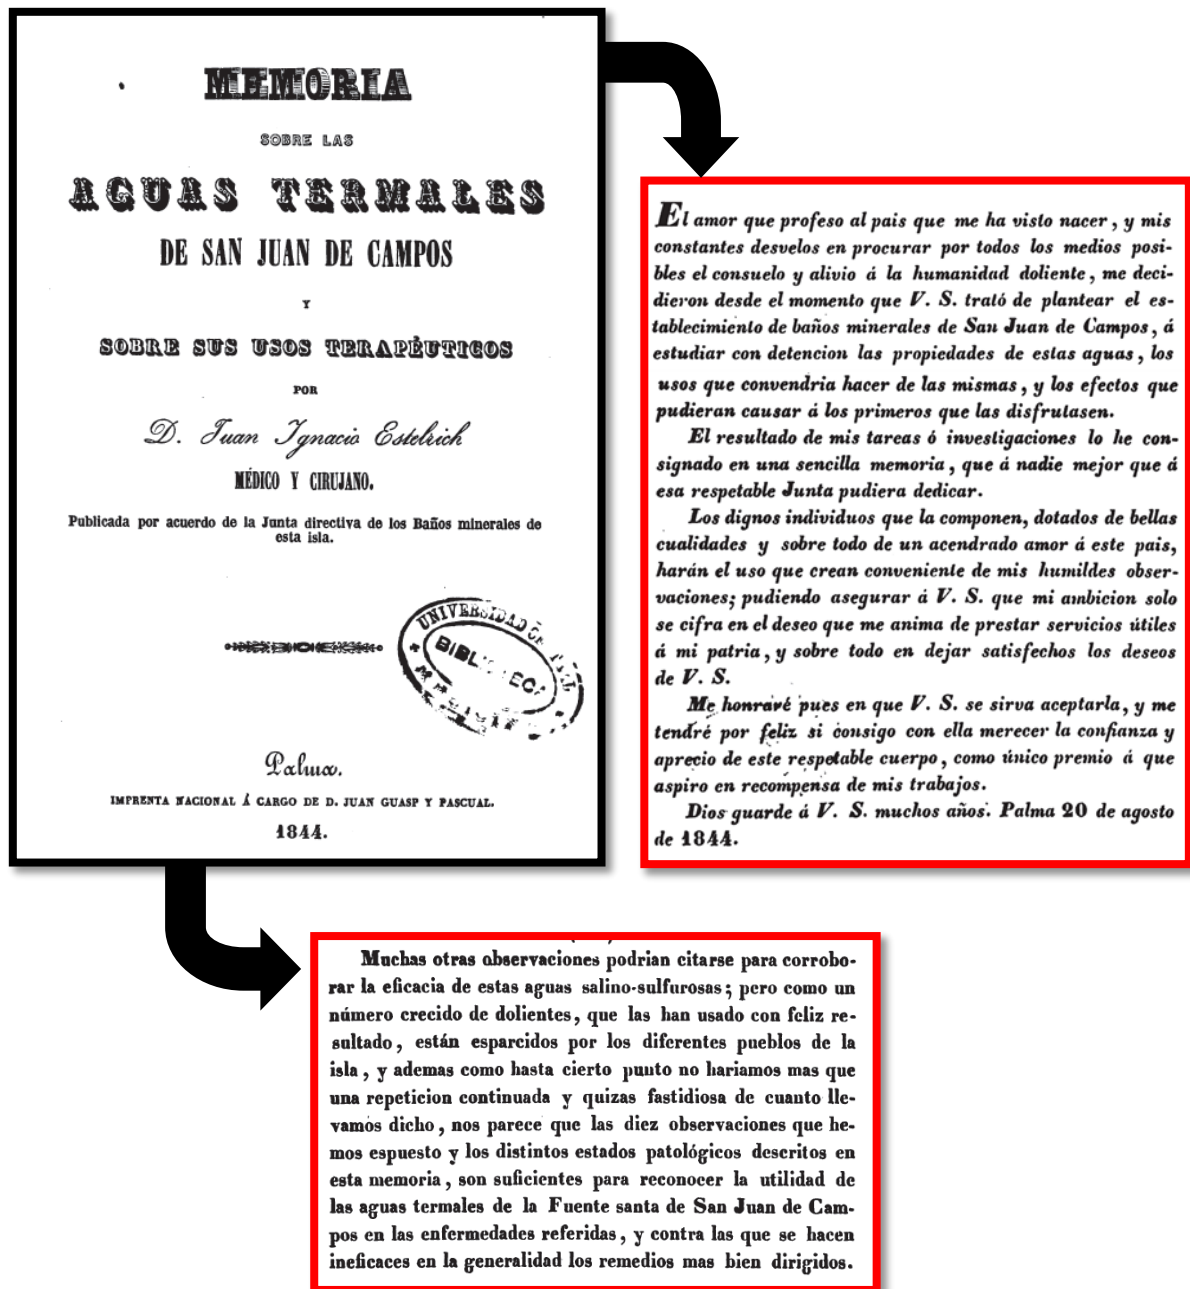 MEMORIA
SOBRE LAS
AGUAS TERMALES
DE SAN JUAN DE CAMPOS
Y
SOBRE SUS USOS TERAPÉUTICOS
POR
D. Juan Ignacio Estelrich
MÉDICO Y CIRUJANO.
Publicada por acuerdo de la Junta directiva de los Baños minerales de
esta isla.
UNIVERSIDAD
BIBLIOTECA
Palma.
IMPRENTA NACIONAL Á CARGO DE D. JUAN GUASP Y PASCUAL.
1844.
El amor que profeso al pais que me ha visto nacer, y mis
constantes desvelos en procurar por todos los medios posi-
bles el consuelo y alivio á la humanidad doliente, me deci-
dieron desde el momento que V. S. trató de plantear el es-
tablecimiento de baños minerales de San Juan de Campos, á
estudiar con detencion las propiedades de estas aguas, los
usos que convendria hacer de las mismas, y los efectos que
pudieran causar á los primeros que las disfrutasen.
El resultado de mis tareas ó investigaciones lo he con-
signado en una sencilla memoria, que á nadie mejor que á
esa respetable Junta pudiera dedicar.
Los dignos individuos que la componen, dotados de bellas
cualidades y sobre todo de un acendrado amor á este pais,
harán el uso que crean conveniente de mis humildes obser-
vaciones; pudiendo asegurar á V. S. que mi ambicion solo
se cifra en el deseo que me anima de prestar servicios útiles
á mi patria, y sobre todo en dejar satisfechos los deseos
de V. S.
Me honraré pues en que V. S. se sirva aceptarla, y me
tendré por feliz si consigo con ella merecer la confianza y
aprecio de este respetable cuerpo, como único premio á que
aspiro en recompensa de mis trabajos.
Dios guarde á V. S. muchos años. Palma 20 de agosto
de 1844.
Muchas otras observaciones podrian citarse para corrobo-
rar la eficacia de estas aguas salino-sulfurosas; pero como un
número crecido de dolientes, que las han usado con feliz re-
sultado, están esparcidos por los diferentes pueblos de la
isla, y ademas como hasta cierto punto no hariamos mas que
una repeticion continuada y quizas fastidiosa de cuanto lle-
vamos dicho, nos parece que las diez observaciones que he-
mos espuesto y los distintos estados patológicos descritos en
esta memoria, son suficientes para reconocer la utilidad de
las aguas termales de la Fuente santa de San Juan de Cam-
pos en las enfermedades referidas, y contra las que se hacen
ineficaces en la generalidad los remedios mas bien dirigidos.